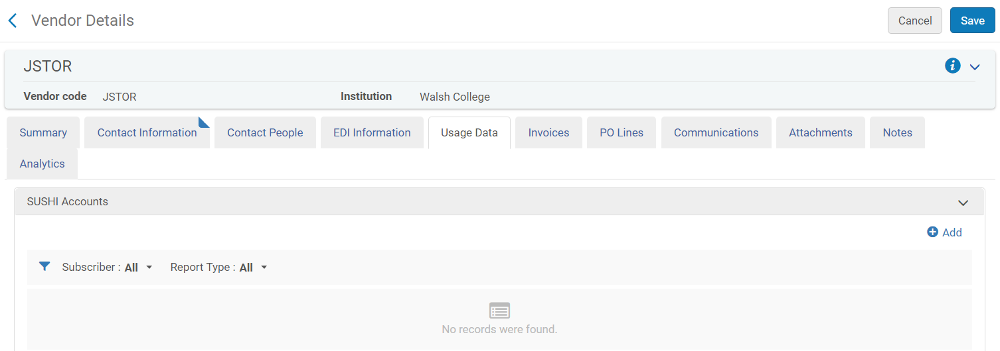 Vendor Details
Cancel
Save
JSTOR
i
Vendor code JSTOR Institution Walsh College
Summary Contact Information Contact People EDI Information Usage Data Invoices PO Lines Communications Attachments Notes
Analytics
SUSHI Accounts
Add
Subscriber : All Report Type : All
No records were found.